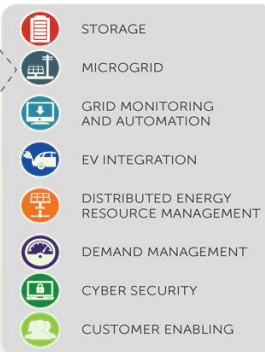 STORAGE
MICROGRID
GRID MONITORING
AND AUTOMATION
EV INTEGRATION
DISTRIBUTED ENERGY
RESOURCE MANAGEMENT
DEMAND MANAGEMENT
CYBER SECURITY
CUSTOMER ENABLING